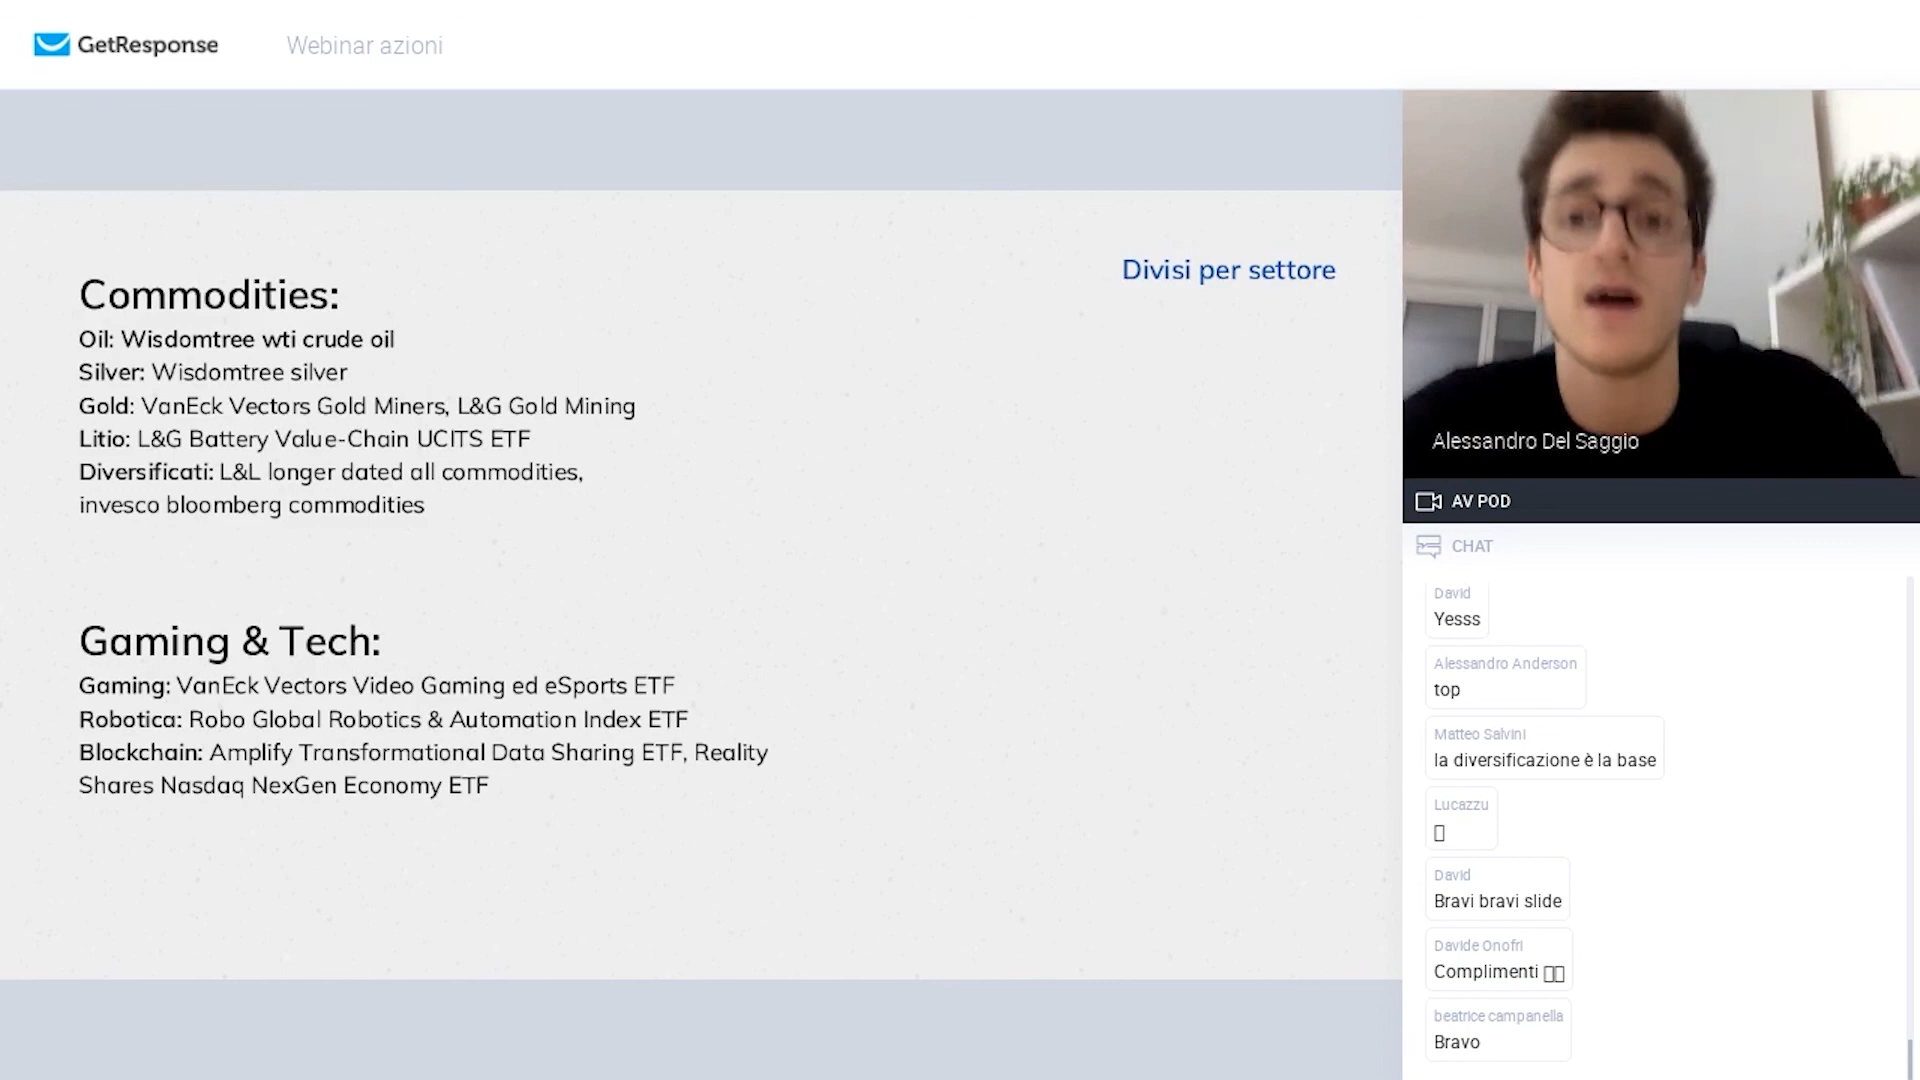 GetResponse
Webinar azioni
Divisi per settore
Commodities:
Oil: Wisdomtree wti crude oil
Silver: Wisdomtree silver
Gold: VanEck Vectors Gold Miners, L&G Gold Mining
Litio: L&G Battery Value-Chain UCITS ETF
Diversificati: L&L longer dated all commodities,
invesco bloomberg commodities
Gaming & Tech:
Gaming: VanEck Vectors Video Gaming ed eSports ETF
Robotica: Robo Global Robotics & Automation Index ETF
Blockchain: Amplify Transformational Data Sharing ETF, Reality
Shares Nasdaq NexGen Economy ETF
Alessandro Del Saggio
AV POD
CHAT
David
Yesss
Alessandro Anderson
top
Matteo Salvini
la diversificazione è la base
Lucazzu
David
Bravi bravi slide
Davide Onofri
Complimenti
beatrice campanella
Bravo